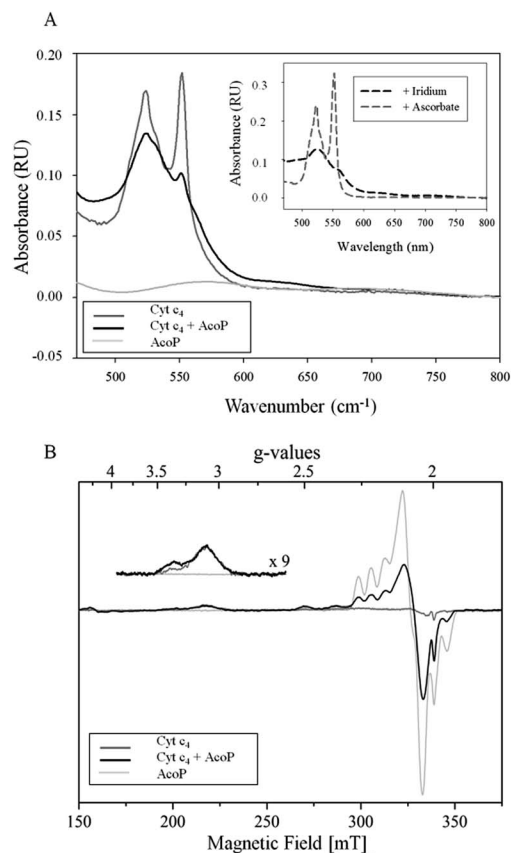 A
Absorbance (RU)
0.20
0.15
0.10
0.05
0.00
-0.05
500 550 600 650 700 750 800
Wavenumber (cm⁻¹)
Cyt c₄
Cyt c₄ + AcoP
AcoP
Absorbance (RU)
0.3
0.2
0.1
0.0
500 550 600 650 700 750 800
Wavelength (nm)
+ Iridium
+ Ascorbate
B
g-values
4 3.5 3 2.5 2
x 9
Cyt c₄
Cyt c₄ + AcoP
AcoP
150 200 250 300 350
Magnetic Field [mT]